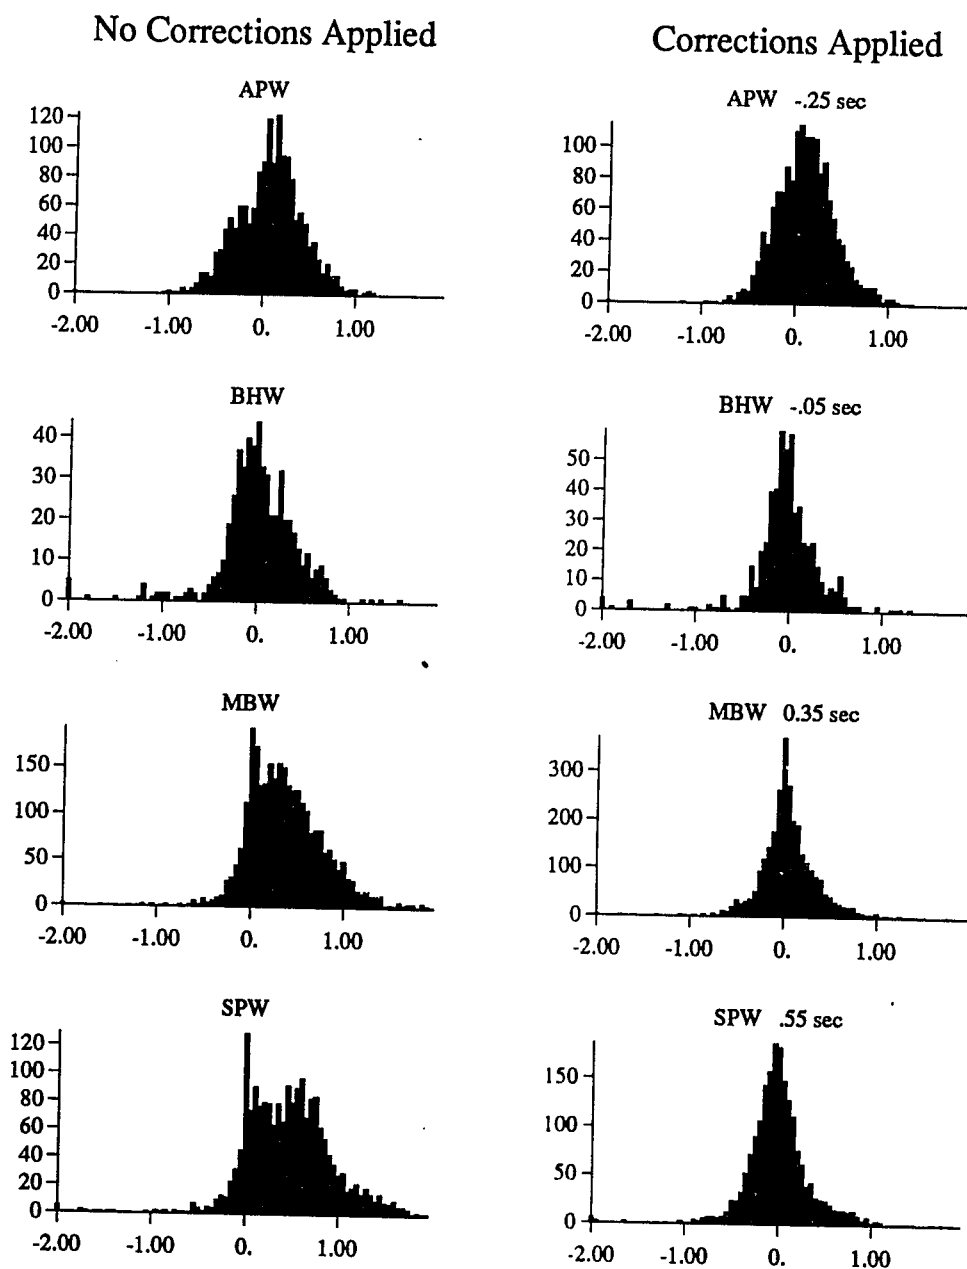 No Corrections Applied
Corrections Applied
APW
120
100
80
60
40
20
0
-2.00 -1.00 0. 1.00
APW -.25 sec
100
80
60
40
20
0
-2.00 -1.00 0. 1.00
BHW
40
30
20
10
0
-2.00 -1.00 0. 1.00
BHW -.05 sec
50
40
30
20
10
0
-2.00 -1.00 0. 1.00
MBW
150
100
50
0
-2.00 -1.00 0. 1.00
MBW 0.35 sec
300
200
100
0
-2.00 -1.00 0. 1.00
SPW
120
100
80
60
40
20
0
-2.00 -1.00 0. 1.00
SPW .55 sec
150
100
50
0
-2.00 -1.00 0. 1.00